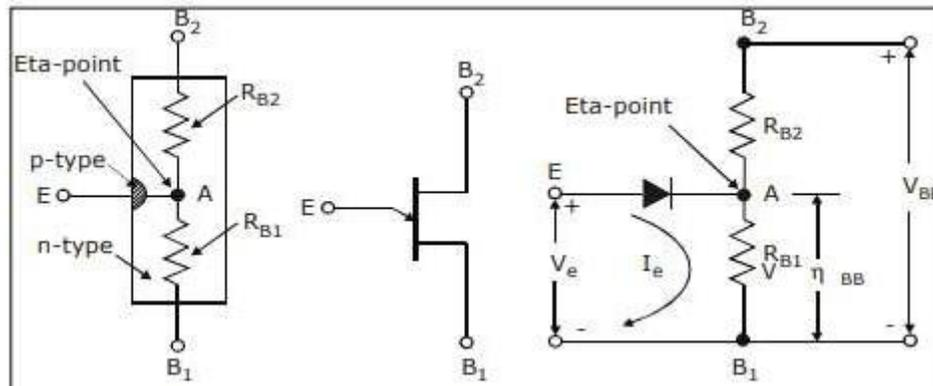 B2
Eta-point
RB2
p-type
E
A
RB1
n-type
B1
B2
E
B1
B2
+
Eta-point
RB2
E
+
A
VBB
Ve
Ie
RB1
V
η BB
-
-
B1